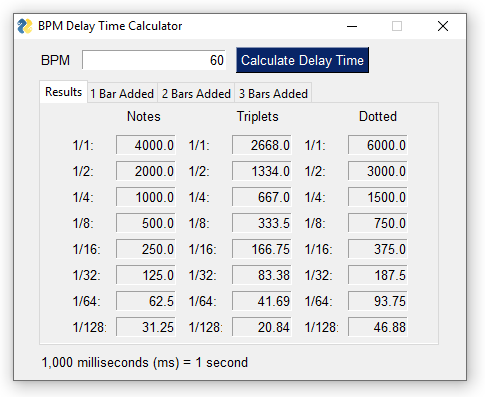 BPM Delay Time Calculator
BPM 60 Calculate Delay Time
Results 1 Bar Added 2 Bars Added 3 Bars Added
Notes Triplets Dotted
1/1: 4000.0 1/1: 2668.0 1/1: 6000.0
1/2: 2000.0 1/2: 1334.0 1/2: 3000.0
1/4: 1000.0 1/4: 667.0 1/4: 1500.0
1/8: 500.0 1/8: 333.5 1/8: 750.0
1/16: 250.0 1/16: 166.75 1/16: 375.0
1/32: 125.0 1/32: 83.38 1/32: 187.5
1/64: 62.5 1/64: 41.69 1/64: 93.75
1/128: 31.25 1/128: 20.84 1/128: 46.88
1,000 milliseconds (ms) = 1 second